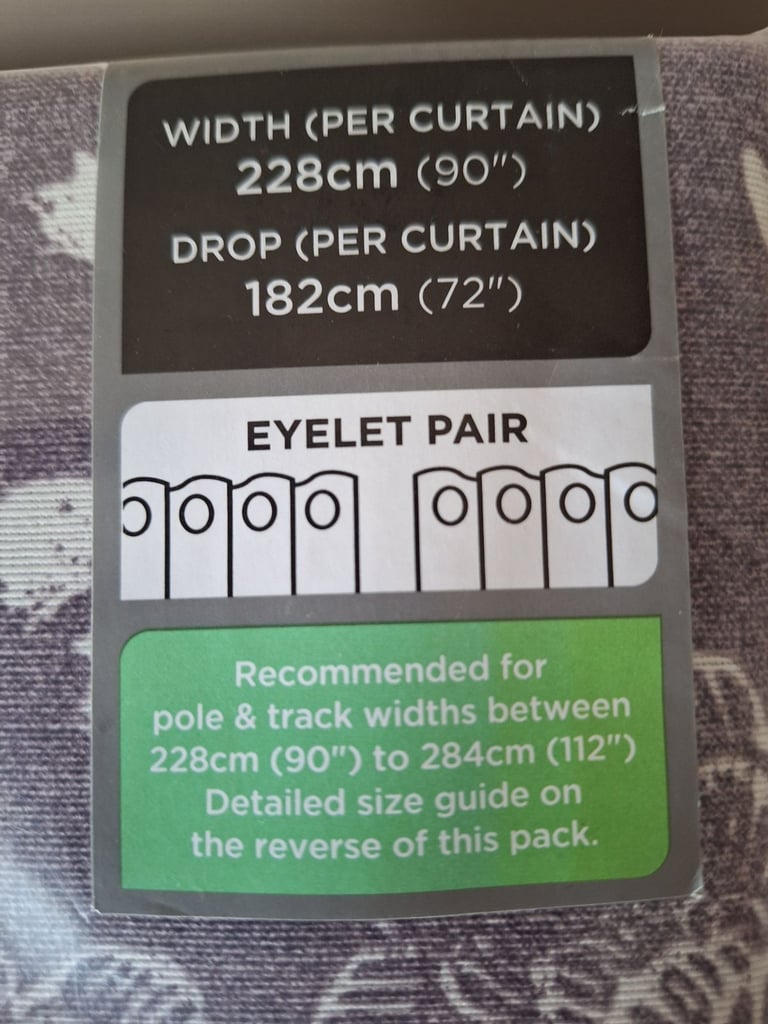 WIDTH (PER CURTAIN)
228cm (90")
DROP (PER CURTAIN)
182cm (72")
EYELET PAIR
Recommended for
pole & track widths between
228cm (90") to 284cm (112")
Detailed size guide on
the reverse of this pack.